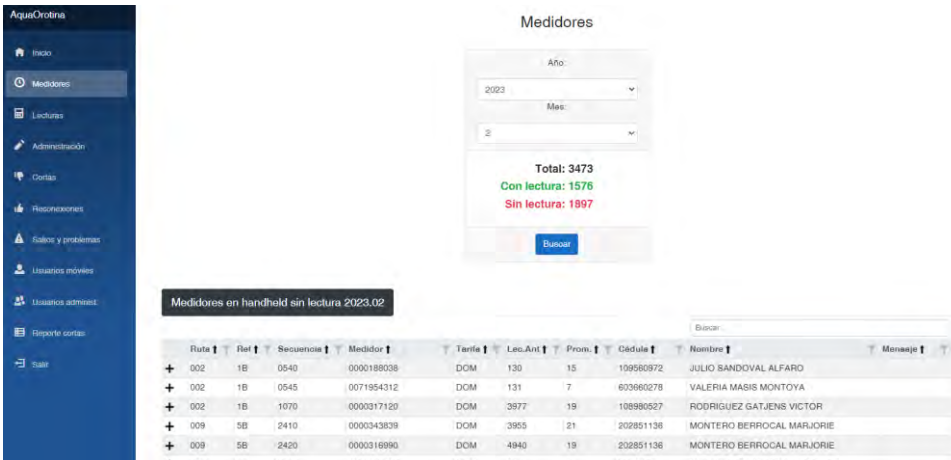 AquaOrotina
Inicio
Medidores
Lecturas
Administración
Cortas
Reconexiones
Saltos y problemas
Usuarios móviles
Usuarios administ.
Reporte cortas
Salir
Medidores
Año:
2023
Mes:
2
Total: 3473
Con lectura: 1576
Sin lectura: 1897
Buscar
Medidores en handheld sin lectura 2023.02
Buscar...
Ruta Ref Secuencia Medidor Tarifa Lec.Ant Prom. Cédula Nombre Mensaje
002 1B 0540 0000188038 DOM 130 15 109560972 JULIO SANDOVAL ALFARO
002 1B 0545 0071954312 DOM 131 7 603660278 VALERIA MASIS MONTOYA
002 1B 1070 0000317120 DOM 3977 19 108980527 RODRIGUEZ GATJENS VICTOR
009 5B 2410 0000343839 DOM 3955 21 202851136 MONTERO BERROCAL MARJORIE
009 5B 2420 0000316990 DOM 4940 19 202851136 MONTERO BERROCAL MARJORIE